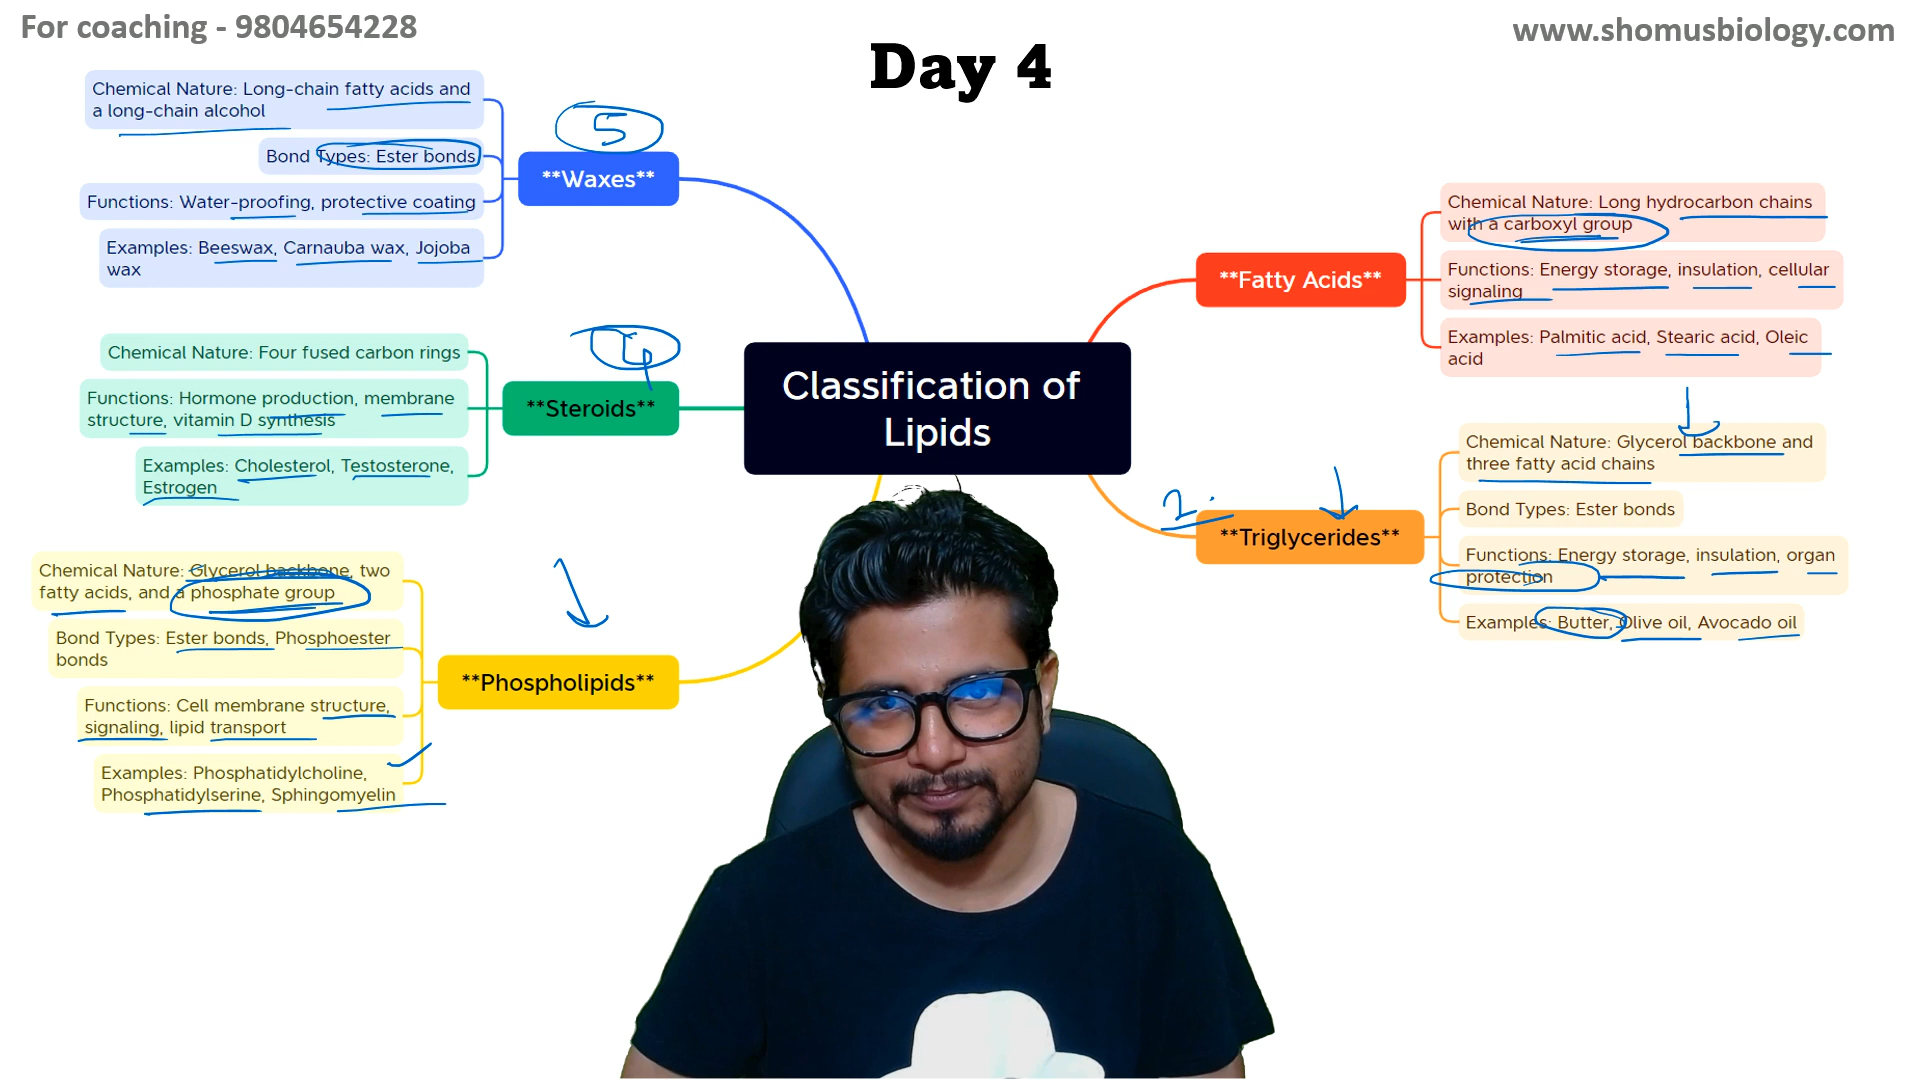 For coaching - 9804654228
www.shomusbiology.com
Day 4
Classification of
Lipids
5
**Waxes**
Chemical Nature: Long-chain fatty acids and
a long-chain alcohol
Bond Types: Ester bonds
Functions: Water-proofing, protective coating
Examples: Beeswax, Carnauba wax, Jojoba
wax
4
**Steroids**
Chemical Nature: Four fused carbon rings
Functions: Hormone production, membrane
structure, vitamin D synthesis
Examples: Cholesterol, Testosterone,
Estrogen
**Phospholipids**
Chemical Nature: Glycerol backbone, two
fatty acids, and a phosphate group
Bond Types: Ester bonds, Phosphoester
bonds
Functions: Cell membrane structure,
signaling, lipid transport
Examples: Phosphatidylcholine,
Phosphatidylserine, Sphingomyelin
**Fatty Acids**
Chemical Nature: Long hydrocarbon chains
with a carboxyl group
Functions: Energy storage, insulation, cellular
signaling
Examples: Palmitic acid, Stearic acid, Oleic
acid
2.
**Triglycerides**
Chemical Nature: Glycerol backbone and
three fatty acid chains
Bond Types: Ester bonds
Functions: Energy storage, insulation, organ
protection
Examples: Butter, Olive oil, Avocado oil